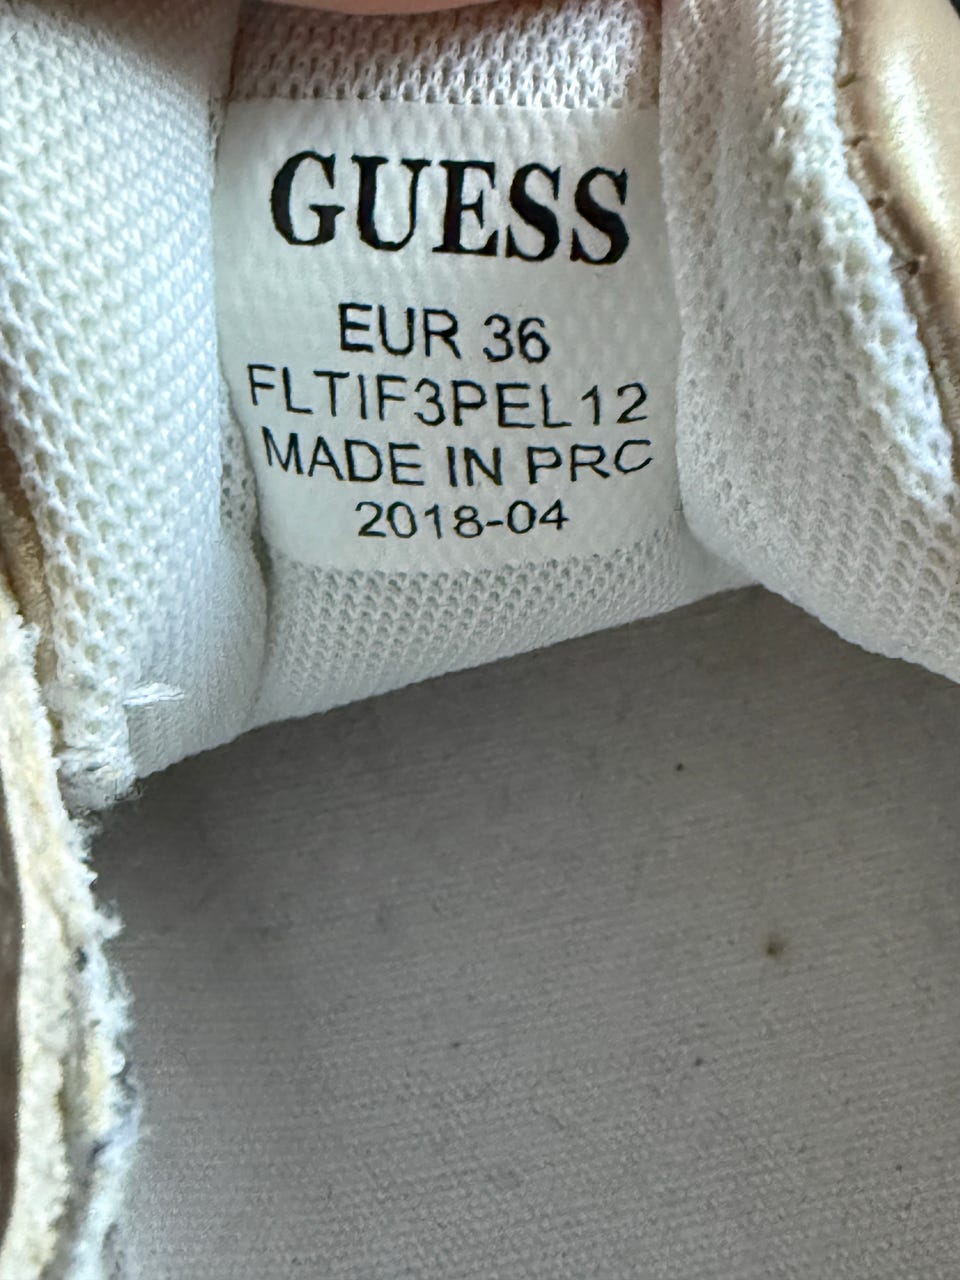 GUESS
EUR 36
FLTIF3PEL12
MADE IN PRC
2018-04